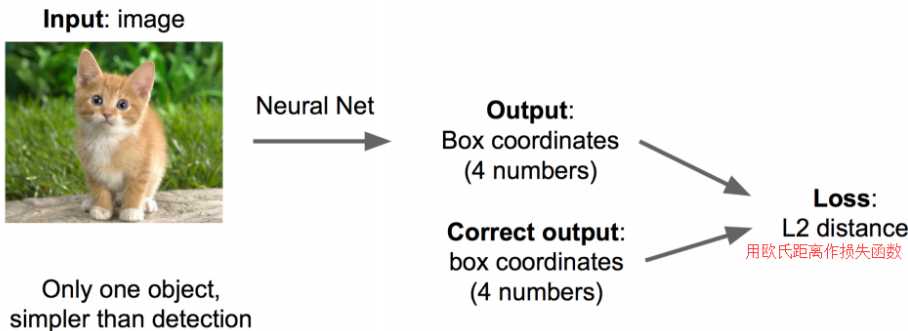 Input: image
Neural Net
Output:
Box coordinates
(4 numbers)
Correct output:
box coordinates
(4 numbers)
Loss:
L2 distance
用欧氏距离作损失函数
Only one object,
simpler than detection